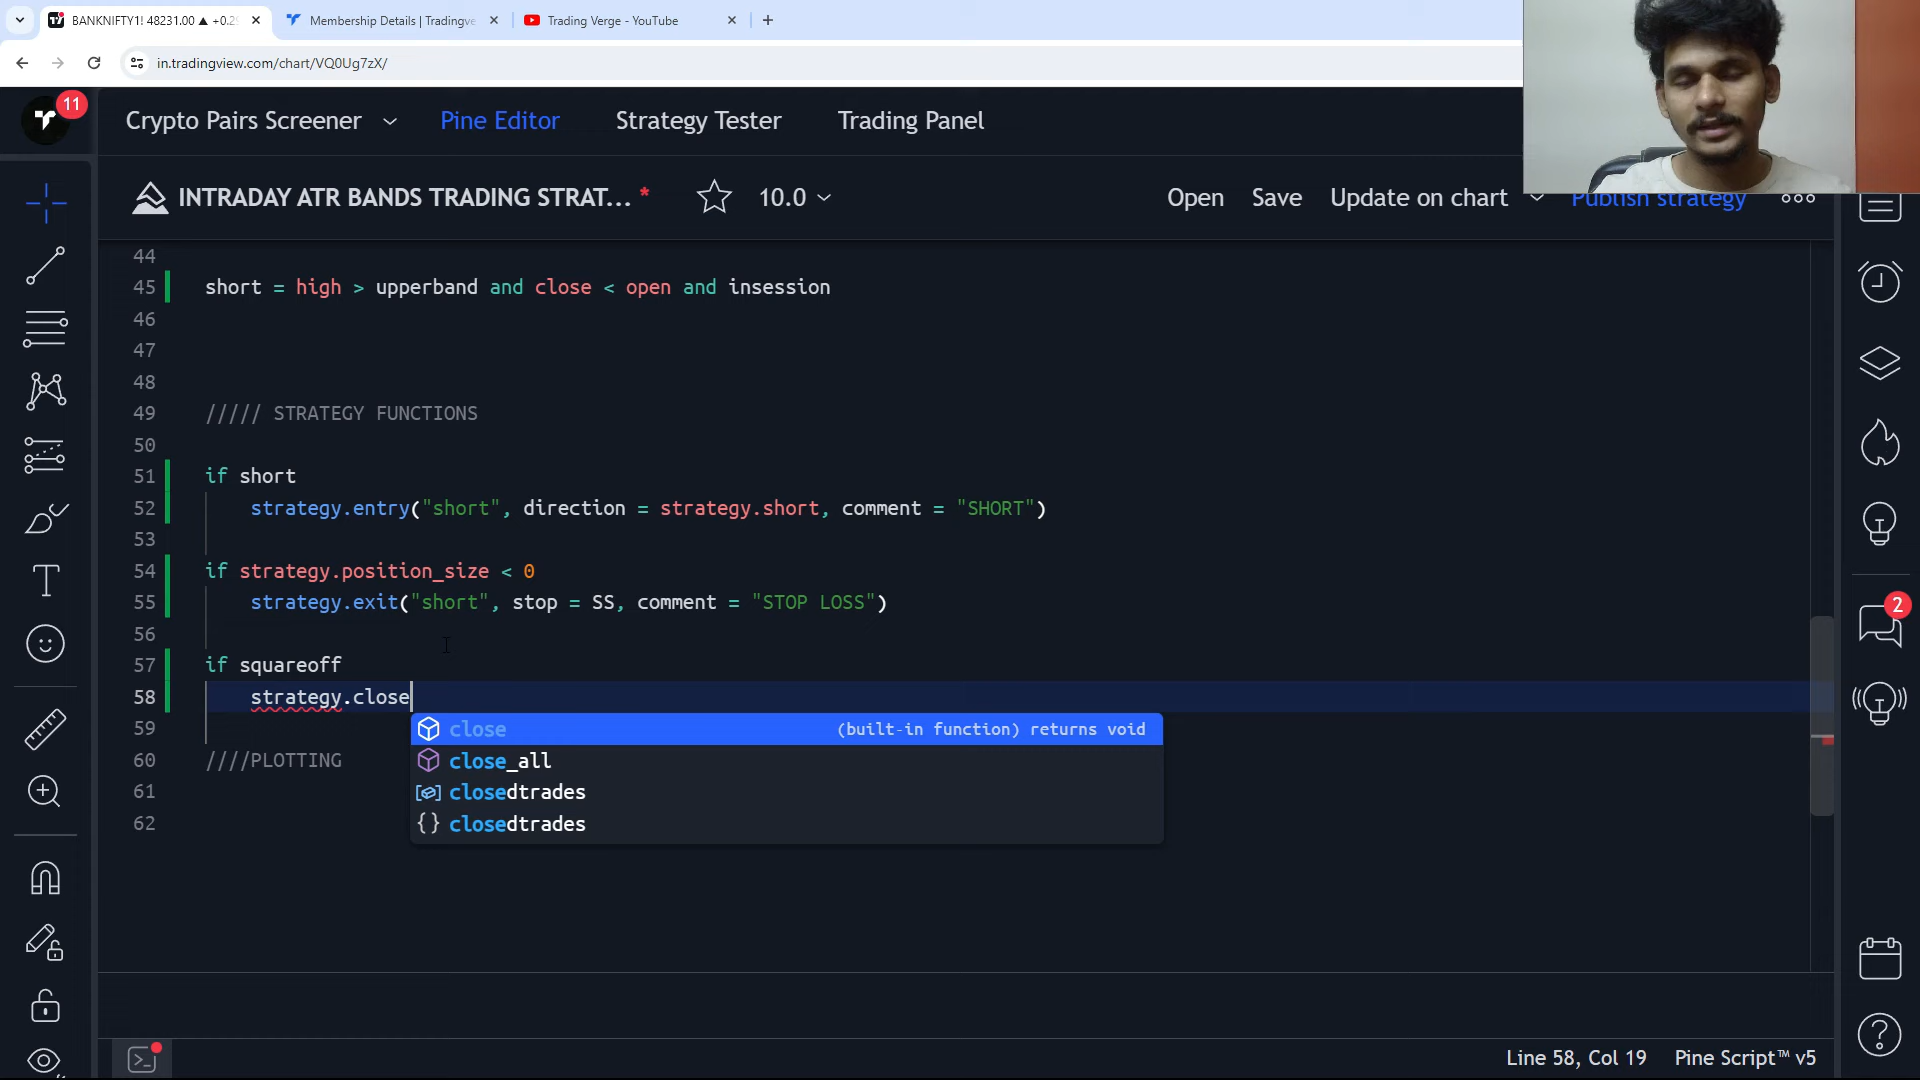 BANKNIFTY1! 48231.00 ▲ +0.2
Membership Details | Tradingve
Trading Verge - YouTube
in.tradingview.com/chart/VQ0Ug7zX/
11
Crypto Pairs Screener
Pine Editor
Strategy Tester
Trading Panel
INTRADAY ATR BANDS TRADING STRAT... *
10.0
Open
Save
Update on chart
Publish strategy
44
45 short = high > upperband and close < open and insession
46
47
48
49 ///// STRATEGY FUNCTIONS
50
51 if short
52 strategy.entry("short", direction = strategy.short, comment = "SHORT")
53
54 if strategy.position_size < 0
55 strategy.exit("short", stop = SS, comment = "STOP LOSS")
56
57 if squareoff
58 strategy.close
close (built-in function) returns void
59
60 ////PLOTTING
close_all
61
closedtrades
62
closedtrades
2
Line 58, Col 19
Pine Script™ v5